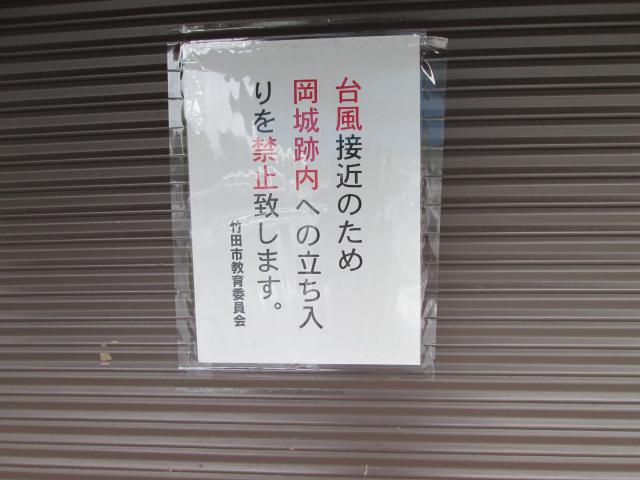 台風接近のため
岡城跡内への立ち入
りを禁止致します。
竹田市教育委員会